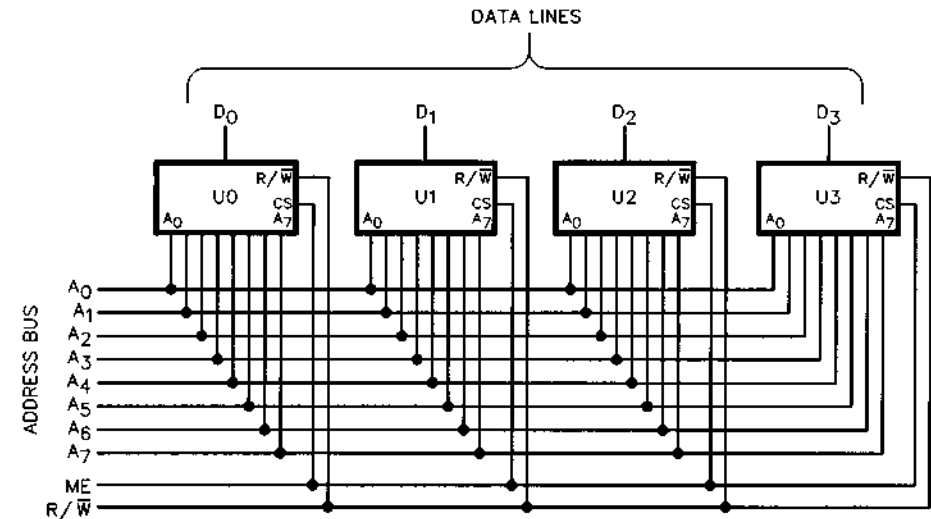 DATA LINES
D0 D1 D2 D3
R/W̅ R/W̅ R/W̅ R/W̅
U0 U1 U2 U3
CS CS CS CS
A0 A7 A0 A7 A0 A7 A0 A7
ADDRESS BUS
A0
A1
A2
A3
A4
A5
A6
A7
ME
R/W̅